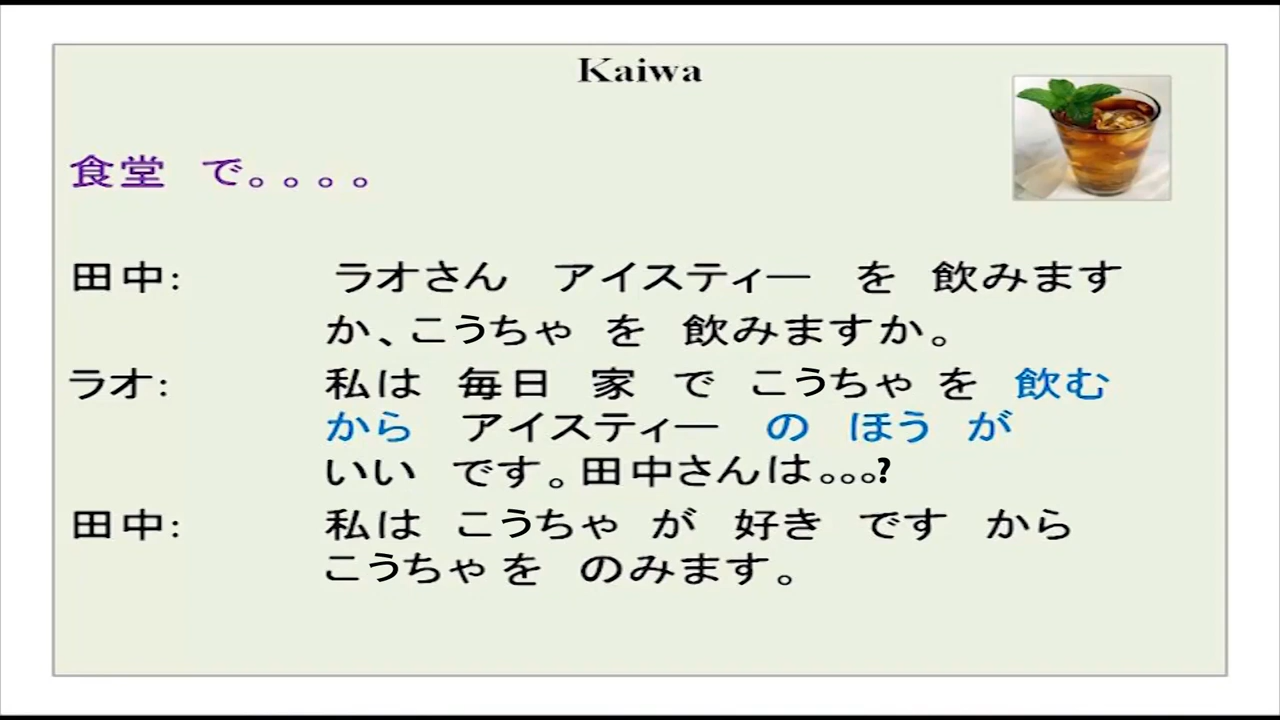 Kaiwa
食堂 で。。。。
田中: ラオさん アイスティー を 飲みます
か、こうちゃ を 飲みますか。
ラオ: 私は 毎日 家 で こうちゃ を 飲む
から アイスティー の ほう が
いい です。田中さんは。。。?
田中: 私は こうちゃ が 好き です から
こうちゃ を のみます。